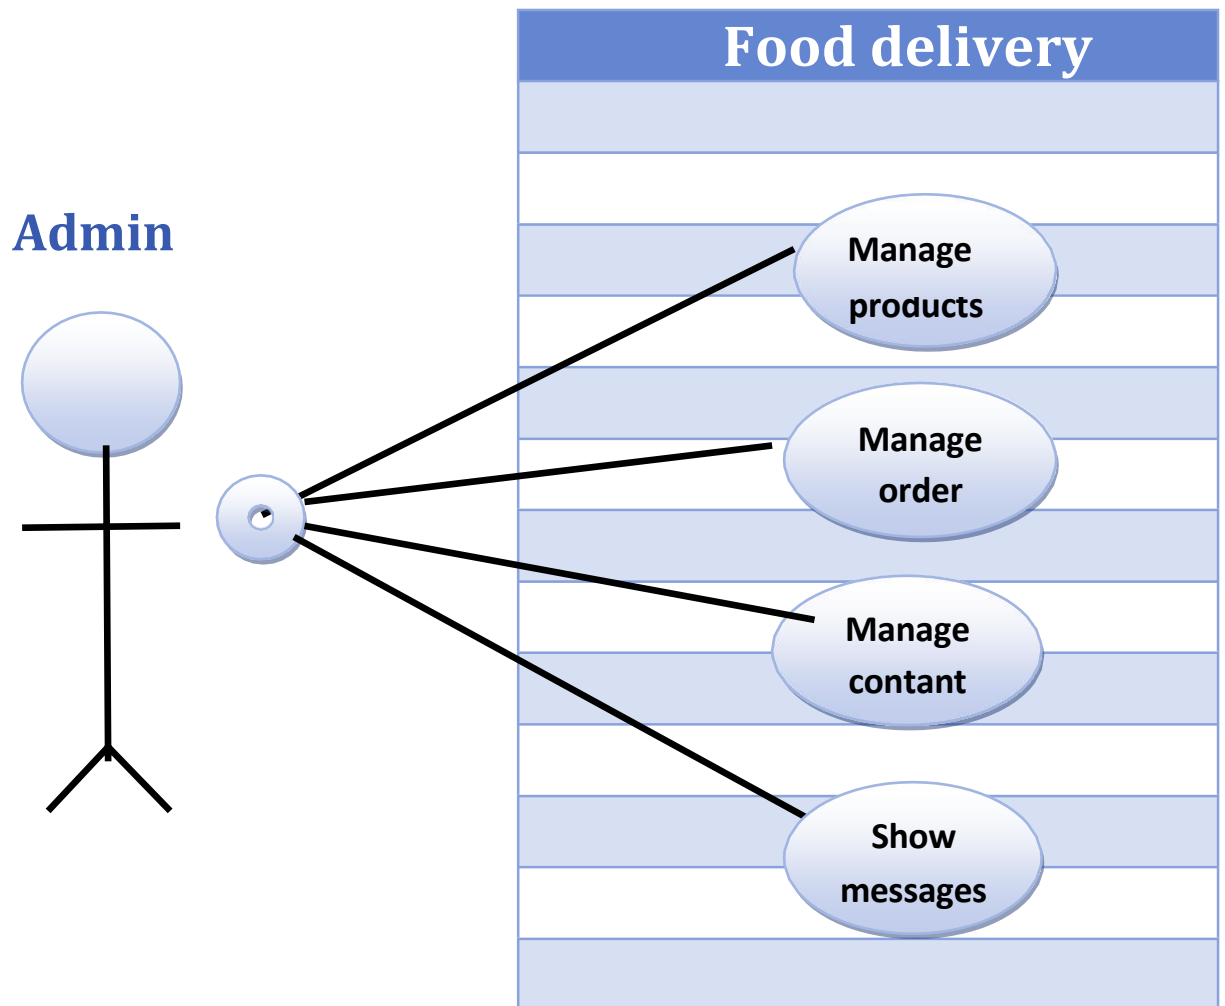 Food delivery
Admin
Manage
products
Manage
order
Manage
contant
Show
messages